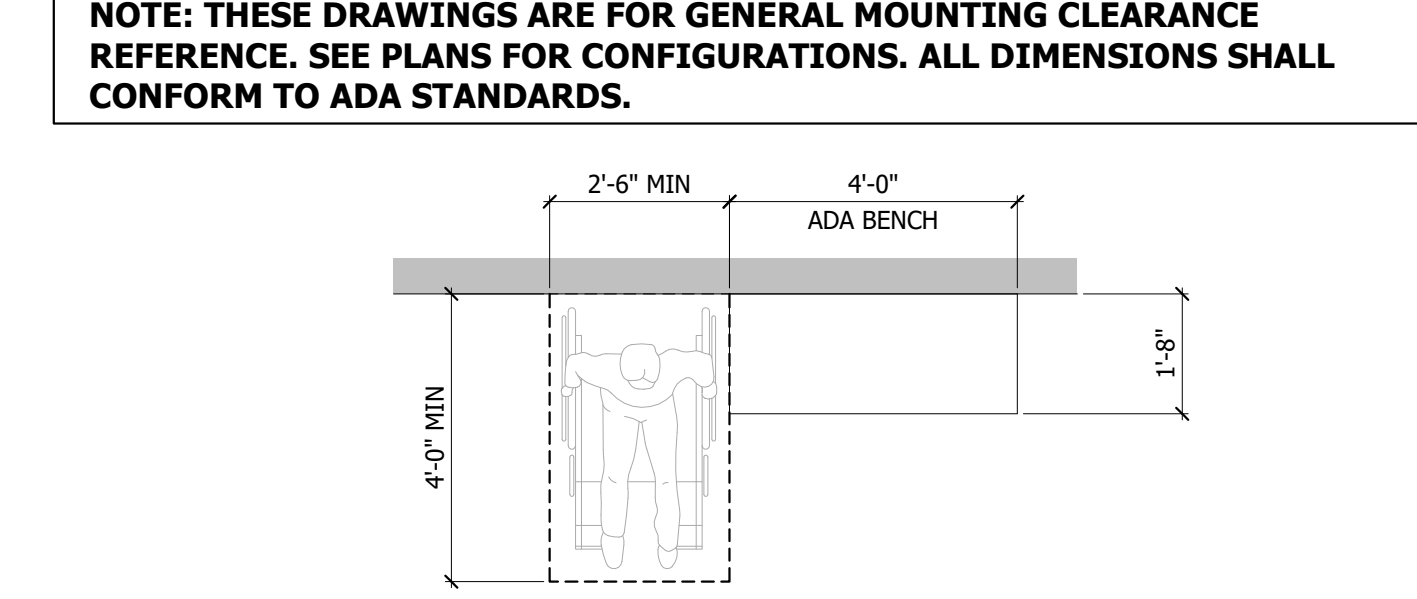 NOTE: THESE DRAWINGS ARE FOR GENERAL MOUNTING CLEARANCE
REFERENCE. SEE PLANS FOR CONFIGURATIONS. ALL DIMENSIONS SHALL
CONFORM TO ADA STANDARDS.
2'-6" MIN
4'-0"
ADA BENCH
4'-0" MIN
1'-8"